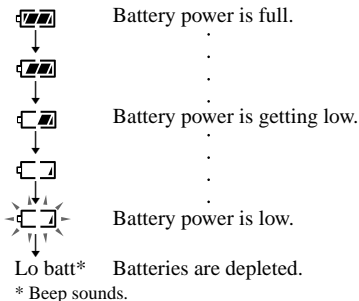 Battery power is full.
Battery power is getting low.
Battery power is low.
Lo batt* Batteries are depleted.
* Beep sounds.